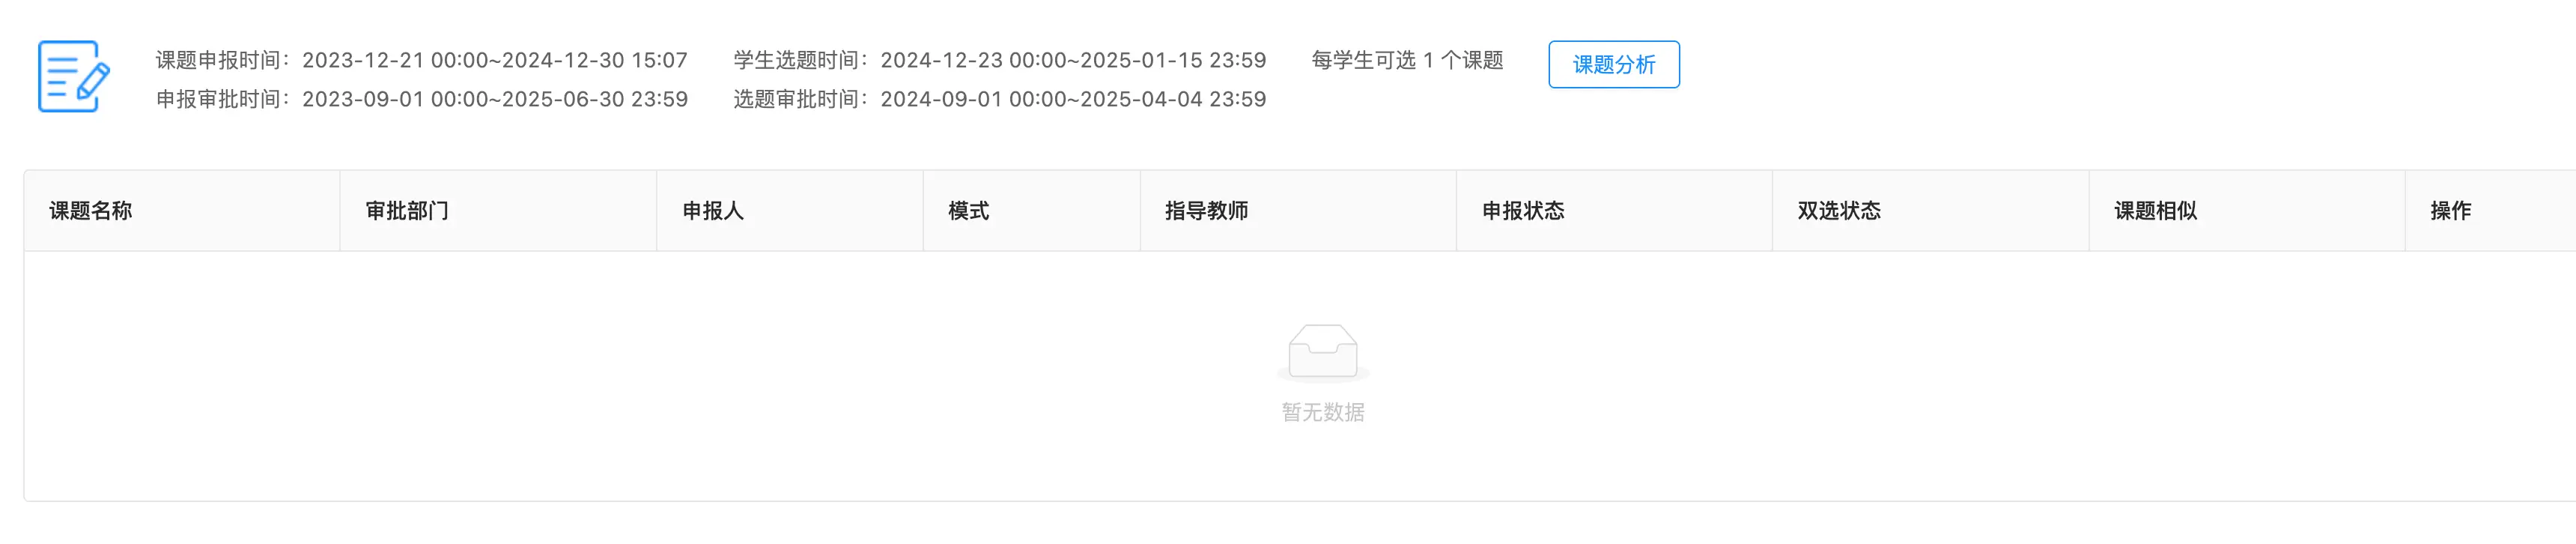 课题申报时间：2023-12-21 00:00~2024-12-30 15:07 学生选题时间：2024-12-23 00:00~2025-01-15 23:59 每学生可选 1 个课题 课题分析
申报审批时间：2023-09-01 00:00~2025-06-30 23:59 选题审批时间：2024-09-01 00:00~2025-04-04 23:59
课题名称 审批部门 申报人 模式 指导教师 申报状态 双选状态 课题相似 操作
暂无数据